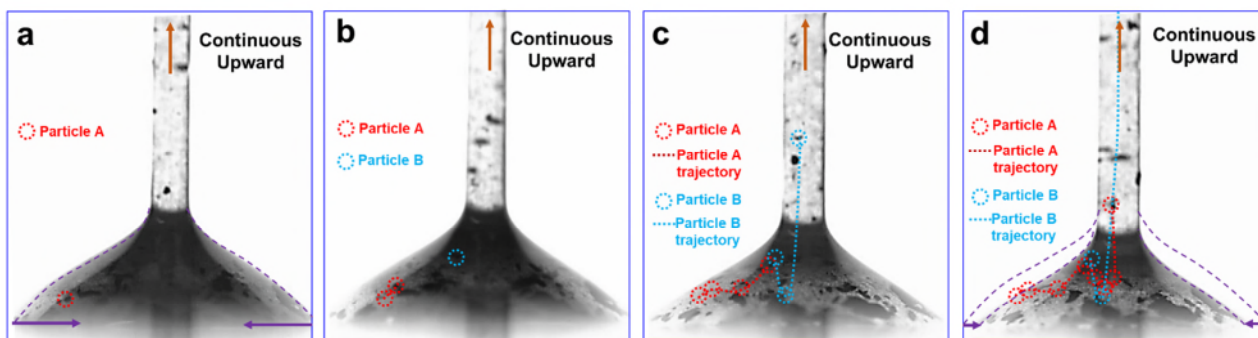 a
Continuous
Upward
Particle A
b
Continuous
Upward
Particle A
Particle B
c
Continuous
Upward
Particle A
Particle A
trajectory
Particle B
Particle B
trajectory
d
Continuous
Upward
Particle A
Particle A
trajectory
Particle B
Particle B
trajectory